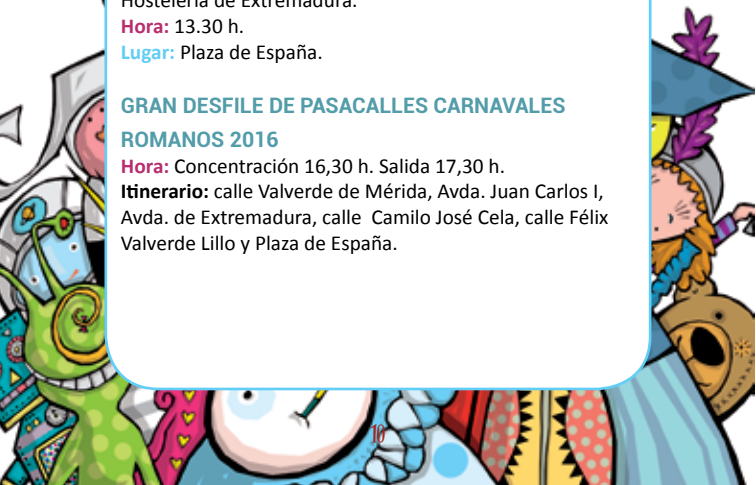 Hostelería de Extremadura.
Hora: 13.30 h.
Lugar: Plaza de España.
GRAN DESFILE DE PASACALLES CARNAVALES
ROMANOS 2016
Hora: Concentración 16,30 h. Salida 17,30 h.
Itinerario: calle Valverde de Mérida, Avda. Juan Carlos I,
Avda. de Extremadura, calle  Camilo José Cela, calle Félix
Valverde Lillo y Plaza de España.
10